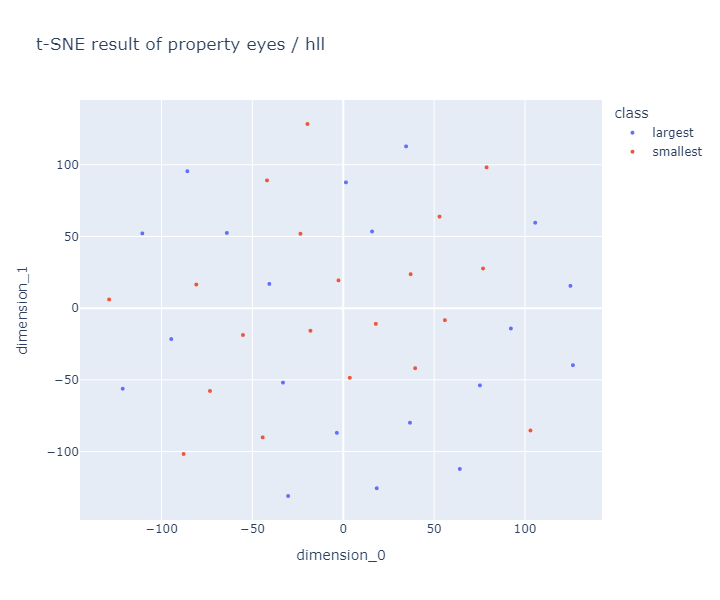 t-SNE result of property eyes / hll
class
largest
smallest
100
50
0
−50
−100
dimension_1
−100
−50
0
50
100
dimension_0